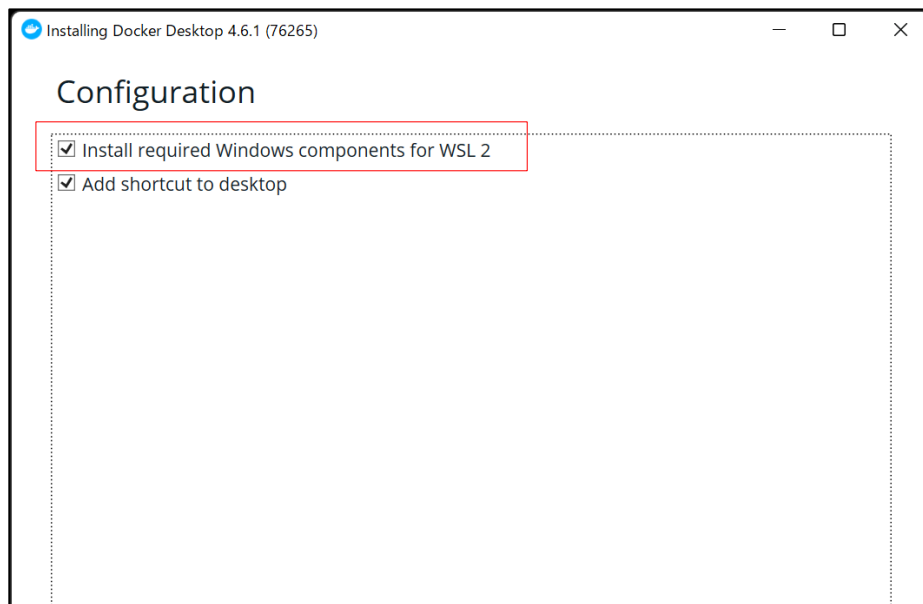 Installing Docker Desktop 4.6.1 (76265)
Configuration
Install required Windows components for WSL 2
Add shortcut to desktop